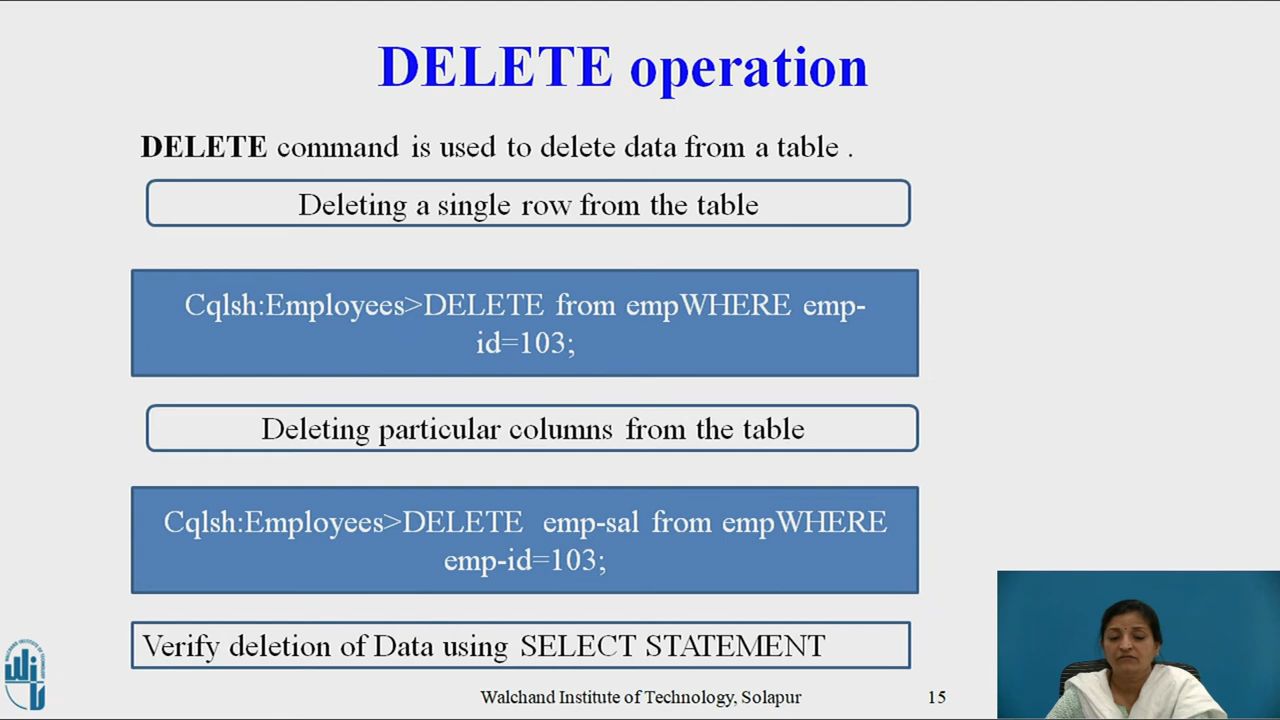 DELETE operation
DELETE command is used to delete data from a table .
Deleting a single row from the table
Cqlsh:Employees>DELETE from empWHERE emp-
id=103;
Deleting particular columns from the table
Cqlsh:Employees>DELETE emp-sal from empWHERE
emp-id=103;
Verify deletion of Data using SELECT STATEMENT
Walchand Institute of Technology, Solapur
15